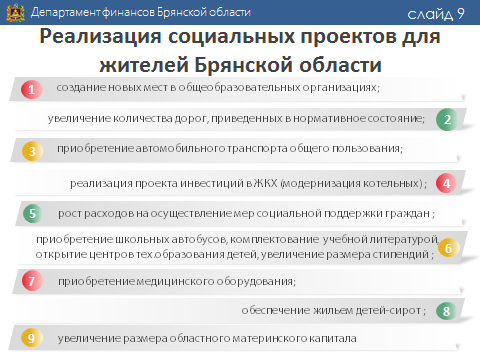 Департамент финансов Брянской области
слайд 9
Реализация социальных проектов для
жителей Брянской области
1 создание новых мест в общеобразовательных организациях;
увеличение количества дорог, приведенных в нормативное состояние; 2
3 приобретение автомобильного транспорта общего пользования;
реализация проекта инвестиций в ЖКХ (модернизация котельных) ; 4
5 рост расходов на осуществление мер социальной поддержки граждан ;
приобретение школьных автобусов, комплектование учебной литературой,
открытие центров тех.образования детей, увеличение размера стипендий ; 6
7 приобретение медицинского оборудования;
обеспечение жильем детей-сирот ; 8
9 увеличение размера областного материнского капитала